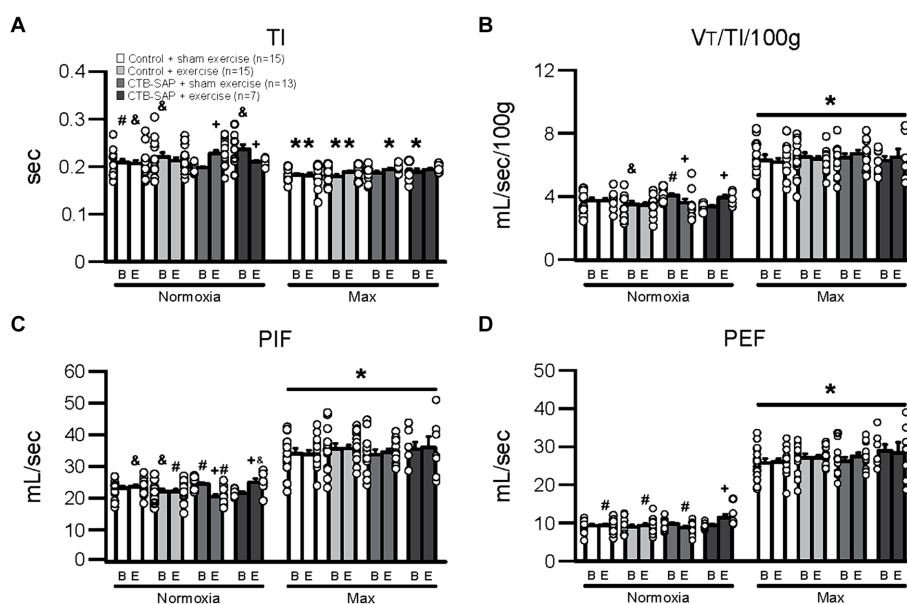 A
TI
Control + sham exercise (n=15)
Control + exercise (n=15)
CTB-SAP + sham exercise (n=13)
CTB-SAP + exercise (n=7)
0.4
0.3
0.2
0.1
0
sec
# & & + & +
** ** * *
B E B E B E B E B E B E B E B E
Normoxia Max
B
VT/TI/100g
12
8
4
0
mL/sec/100g
*
& # + +
B E B E B E B E B E B E B E B E
Normoxia Max
C
PIF
60
50
40
30
20
10
0
mL/sec
*
& & # # +# +&
B E B E B E B E B E B E B E B E
Normoxia Max
D
PEF
50
40
30
20
10
0
mL/sec
*
# # # +
B E B E B E B E B E B E B E B E
Normoxia Max